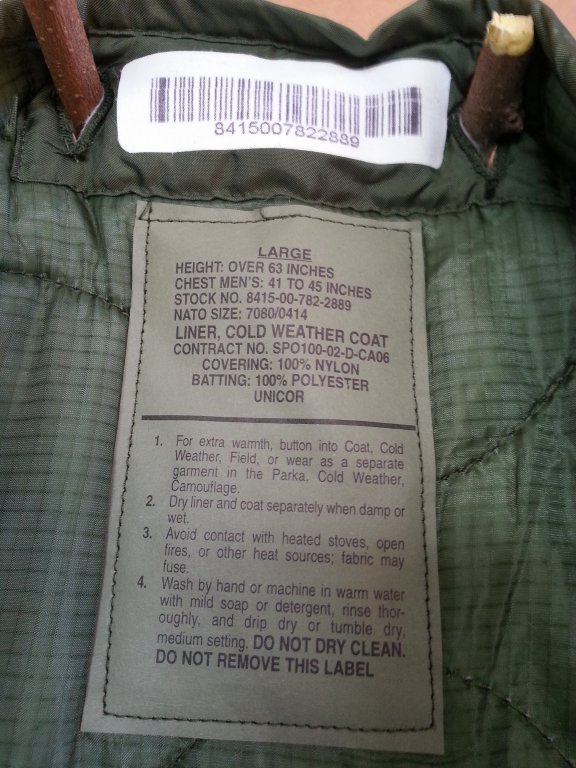 8415007822889
LARGE
HEIGHT: OVER 63 INCHES
CHEST MEN'S: 41 TO 45 INCHES
STOCK NO. 8415-00-782-2889
NATO SIZE: 7080/0414
LINER, COLD WEATHER COAT
CONTRACT NO. SPO100-02-D-CA06
COVERING: 100% NYLON
BATTING: 100% POLYESTER
UNICOR
1. For extra warmth, button into Coat, Cold
Weather, Field, or wear as a separate
garment in the Parka, Cold Weather,
Camouflage.
2. Dry liner and coat separately when damp or
wet.
3. Avoid contact with heated stoves, open
fires, or other heat sources; fabric may
fuse.
4. Wash by hand or machine in warm water
with mild soap or detergent, rinse thor-
oughly, and drip dry or tumble dry,
medium setting. DO NOT DRY CLEAN.
DO NOT REMOVE THIS LABEL